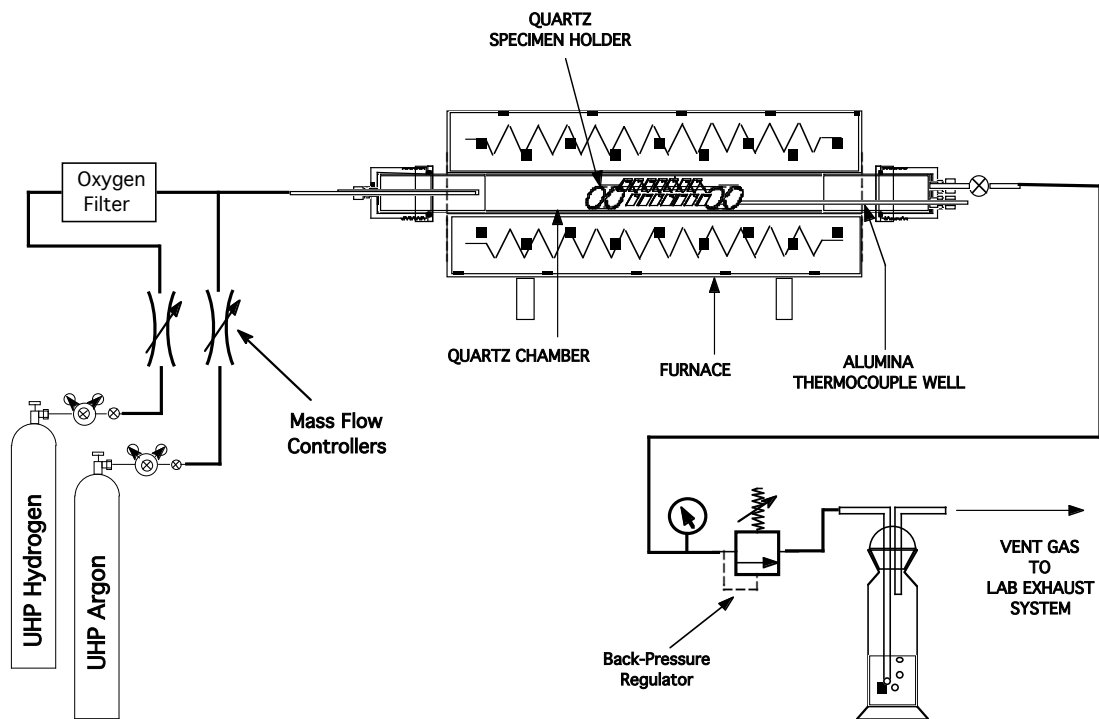 QUARTZ
SPECIMEN HOLDER
Oxygen
Filter
QUARTZ CHAMBER
FURNACE
ALUMINA
THERMOCOUPLE WELL
Mass Flow
Controllers
UHP Hydrogen
UHP Argon
VENT GAS
TO
LAB EXHAUST
SYSTEM
Back-Pressure
Regulator